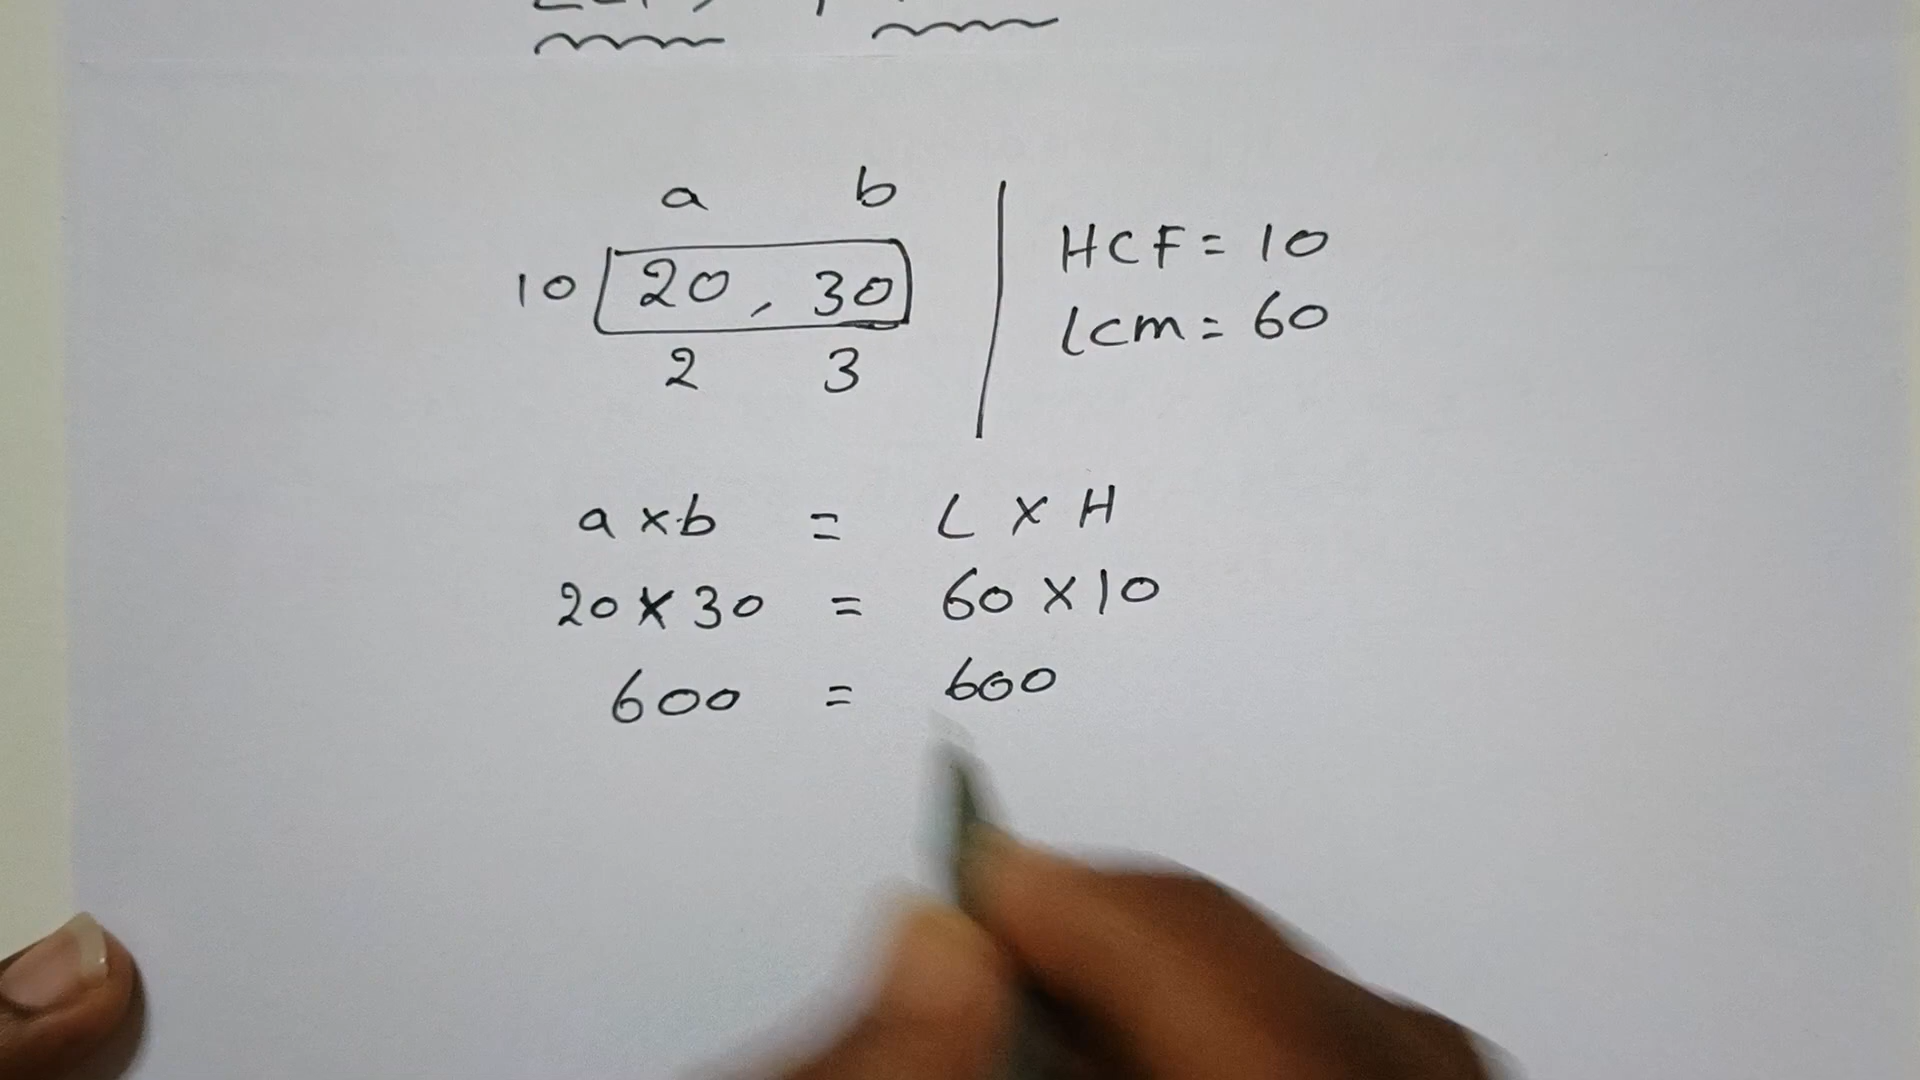 a b
10 20, 30
2 3
HCF = 10
LCM = 60
a x b = L x H
20 x 30 = 60 x 10
600 = 600